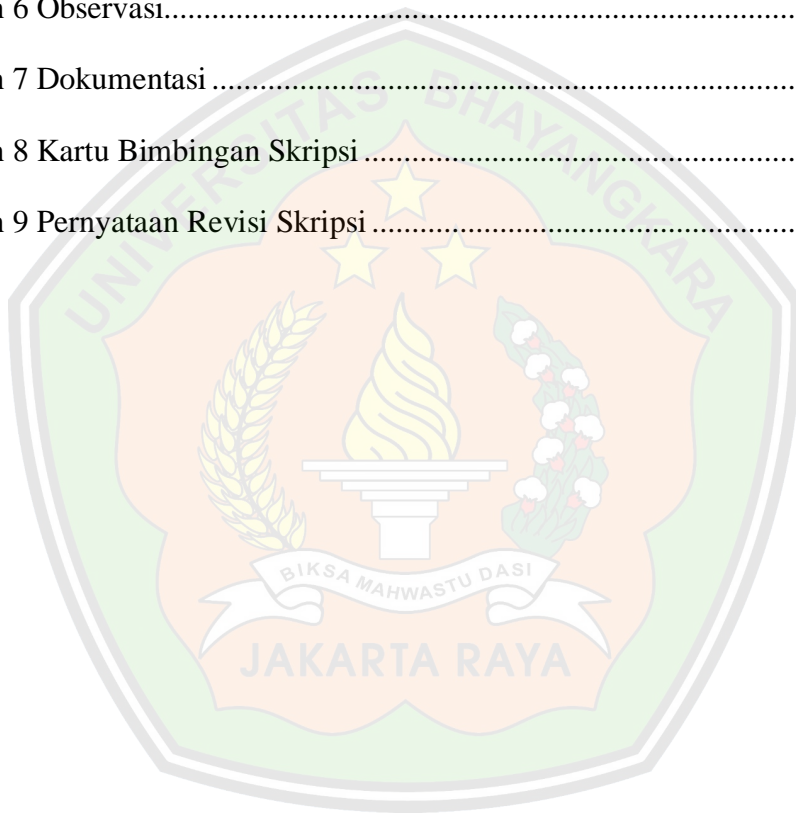 n 6 Observasi..............................................................................................
n 7 Dokumentasi .......................................................................................
n 8 Kartu Bimbingan Skripsi ................................................................
n 9 Pernyataan Revisi Skripsi ...............................................................
UNIVERSITAS BHAYANGKARA
BIKSA MAHWASTU DASI
JAKARTA RAYA